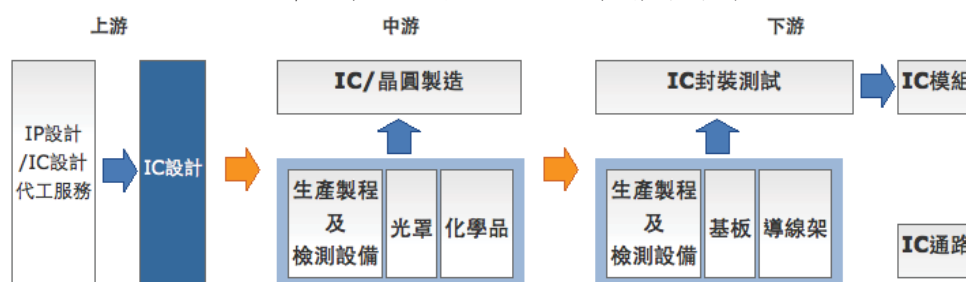 上游
中游
下游
IP設計
/IC設計
代工服務
IC設計
IC/晶圓製造
生產製程
及
檢測設備
光罩
化學品
IC封裝測試
生產製程
及
檢測設備
基板
導線架
IC模組
IC通路